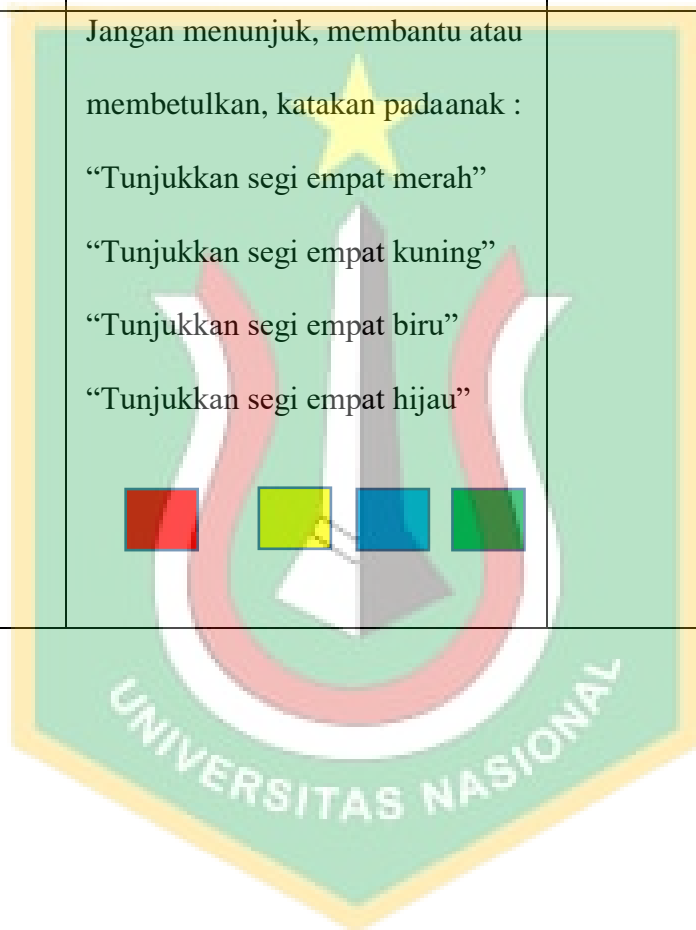 Jangan menunjuk, membantu atau
membetulkan, katakan padaanak :
“Tunjukkan segi empat merah”
“Tunjukkan segi empat kuning”
“Tunjukkan segi empat biru”
“Tunjukkan segi empat hijau”
UNIVERSITAS NASIONAL